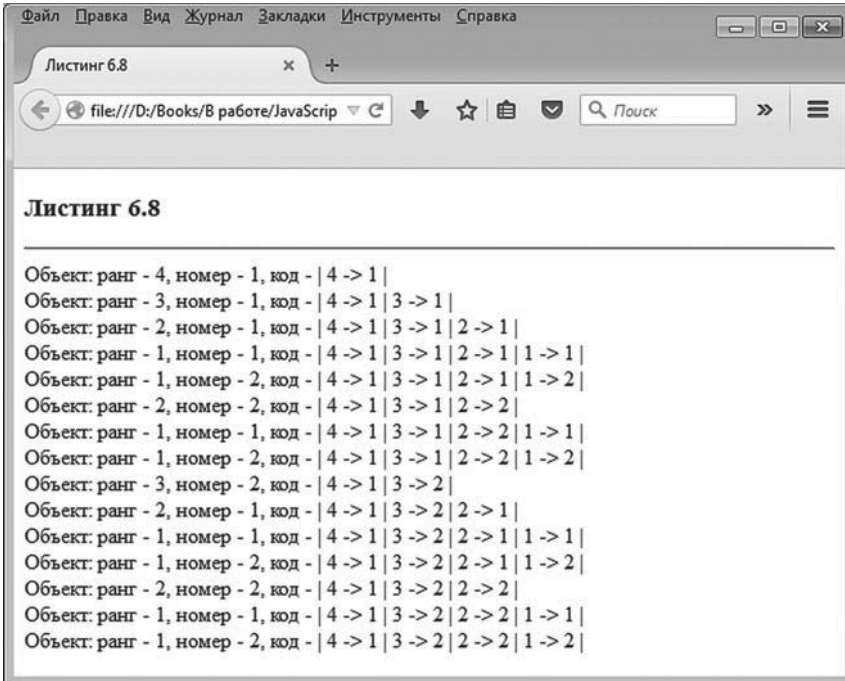 Файл Правка Вид Журнал Закладки Инструменты Справка
Листинг 6.8
file:///D:/Books/В работе/JavaScrip
Поиск
Листинг 6.8
Объект: ранг - 4, номер - 1, код - | 4 -> 1 |
Объект: ранг - 3, номер - 1, код - | 4 -> 1 | 3 -> 1 |
Объект: ранг - 2, номер - 1, код - | 4 -> 1 | 3 -> 1 | 2 -> 1 |
Объект: ранг - 1, номер - 1, код - | 4 -> 1 | 3 -> 1 | 2 -> 1 | 1 -> 1 |
Объект: ранг - 1, номер - 2, код - | 4 -> 1 | 3 -> 1 | 2 -> 1 | 1 -> 2 |
Объект: ранг - 2, номер - 2, код - | 4 -> 1 | 3 -> 1 | 2 -> 2 |
Объект: ранг - 1, номер - 1, код - | 4 -> 1 | 3 -> 1 | 2 -> 2 | 1 -> 1 |
Объект: ранг - 1, номер - 2, код - | 4 -> 1 | 3 -> 1 | 2 -> 2 | 1 -> 2 |
Объект: ранг - 3, номер - 2, код - | 4 -> 1 | 3 -> 2 |
Объект: ранг - 2, номер - 1, код - | 4 -> 1 | 3 -> 2 | 2 -> 1 |
Объект: ранг - 1, номер - 1, код - | 4 -> 1 | 3 -> 2 | 2 -> 1 | 1 -> 1 |
Объект: ранг - 1, номер - 2, код - | 4 -> 1 | 3 -> 2 | 2 -> 1 | 1 -> 2 |
Объект: ранг - 2, номер - 2, код - | 4 -> 1 | 3 -> 2 | 2 -> 2 |
Объект: ранг - 1, номер - 1, код - | 4 -> 1 | 3 -> 2 | 2 -> 2 | 1 -> 1 |
Объект: ранг - 1, номер - 2, код - | 4 -> 1 | 3 -> 2 | 2 -> 2 | 1 -> 2 |